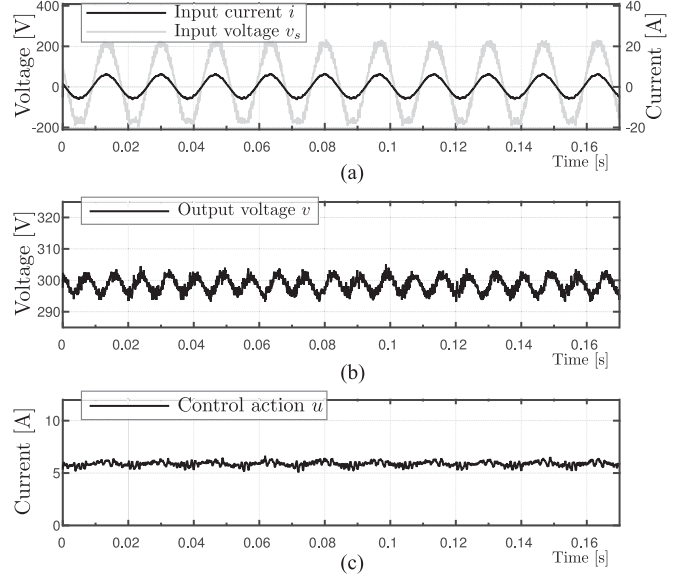 Input current i
Input voltage v_s
Voltage [V]
400
200
0
-200
40
20
0
-20
Current [A]
0 0.02 0.04 0.06 0.08 0.1 0.12 0.14 0.16
Time [s]
(a)
Output voltage v
Voltage [V]
320
310
300
290
0 0.02 0.04 0.06 0.08 0.1 0.12 0.14 0.16
Time [s]
(b)
Control action u
Current [A]
10
5
0
0 0.02 0.04 0.06 0.08 0.1 0.12 0.14 0.16
Time [s]
(c)